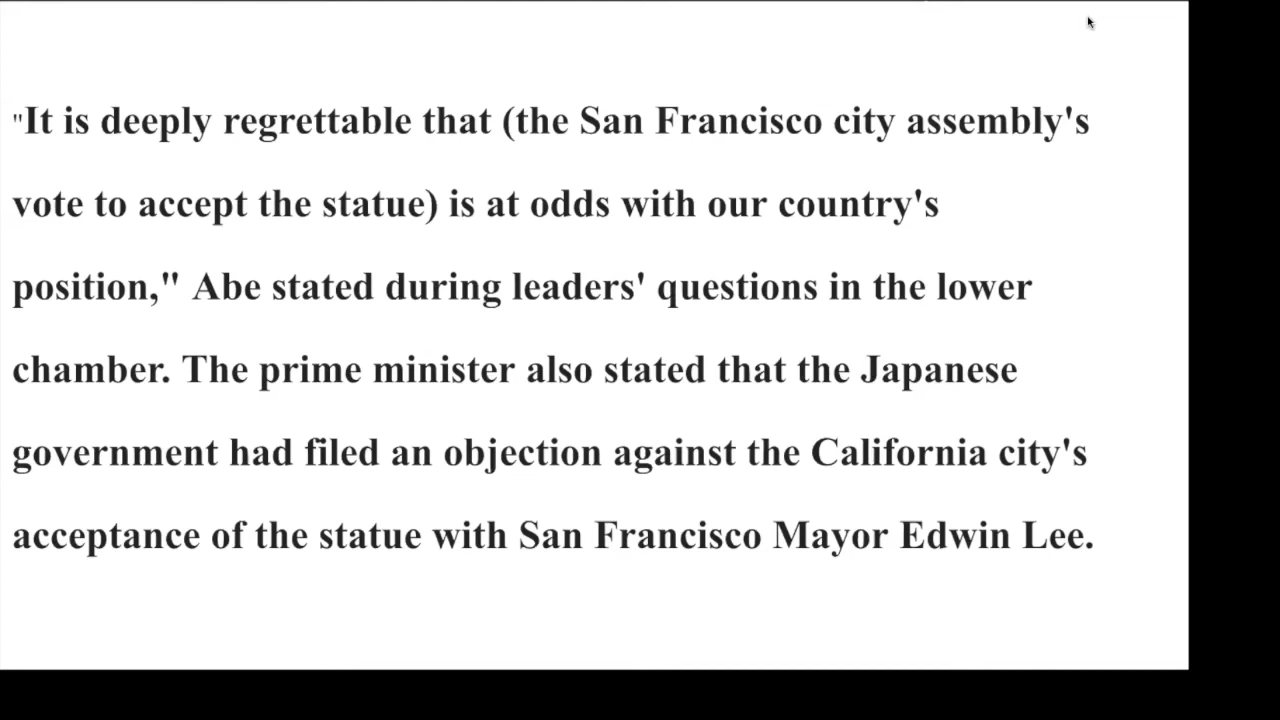 "It is deeply regrettable that (the San Francisco city assembly's
vote to accept the statue) is at odds with our country's
position," Abe stated during leaders' questions in the lower
chamber. The prime minister also stated that the Japanese
government had filed an objection against the California city's
acceptance of the statue with San Francisco Mayor Edwin Lee.